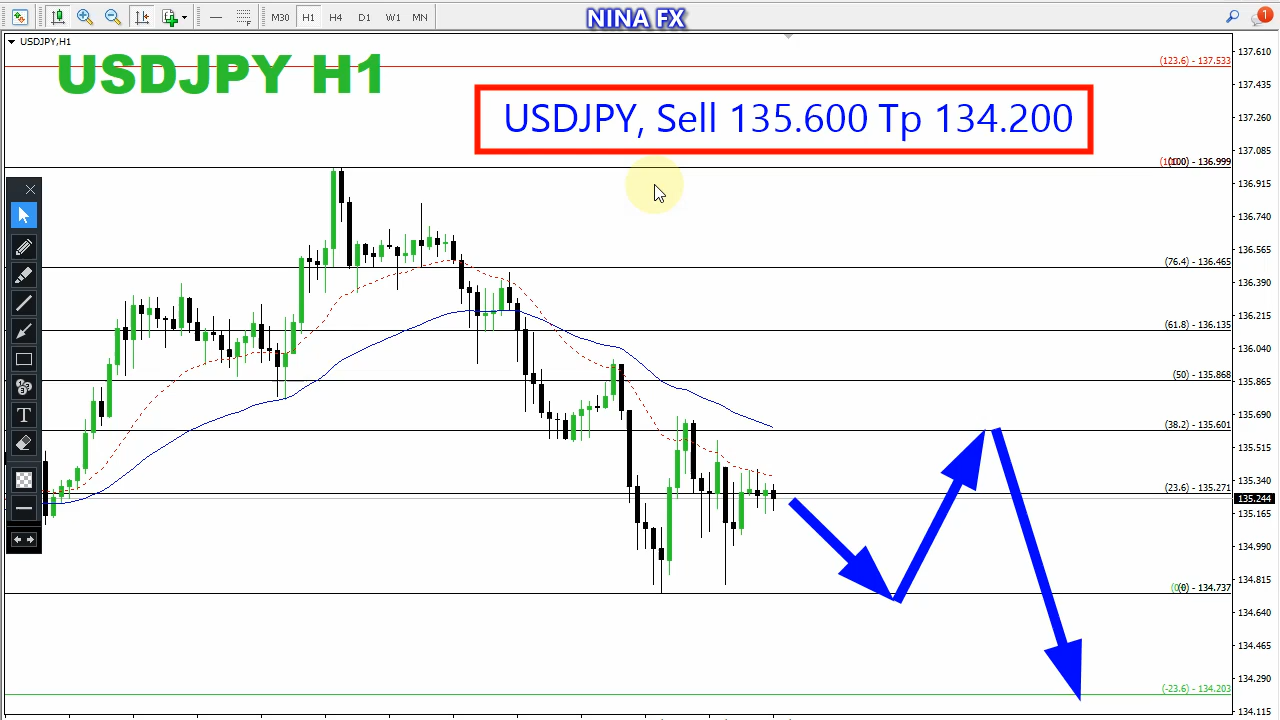 M30 H1 H4 D1 W1 MN
NINA FX
1
USDJPY,H1
USDJPY H1
USDJPY, Sell 135.600 Tp 134.200
(123.6) - 137.533
(100) - 136.999
(76.4) - 136.465
(61.8) - 136.135
(50) - 135.868
(38.2) - 135.601
(23.6) - 135.271
(0) - 134.737
(-23.6) - 134.203
137.610
137.435
137.260
137.085
136.915
136.740
136.565
136.390
136.215
136.040
135.865
135.690
135.515
135.340
135.244
135.165
134.990
134.815
134.640
134.465
134.290
134.115
T